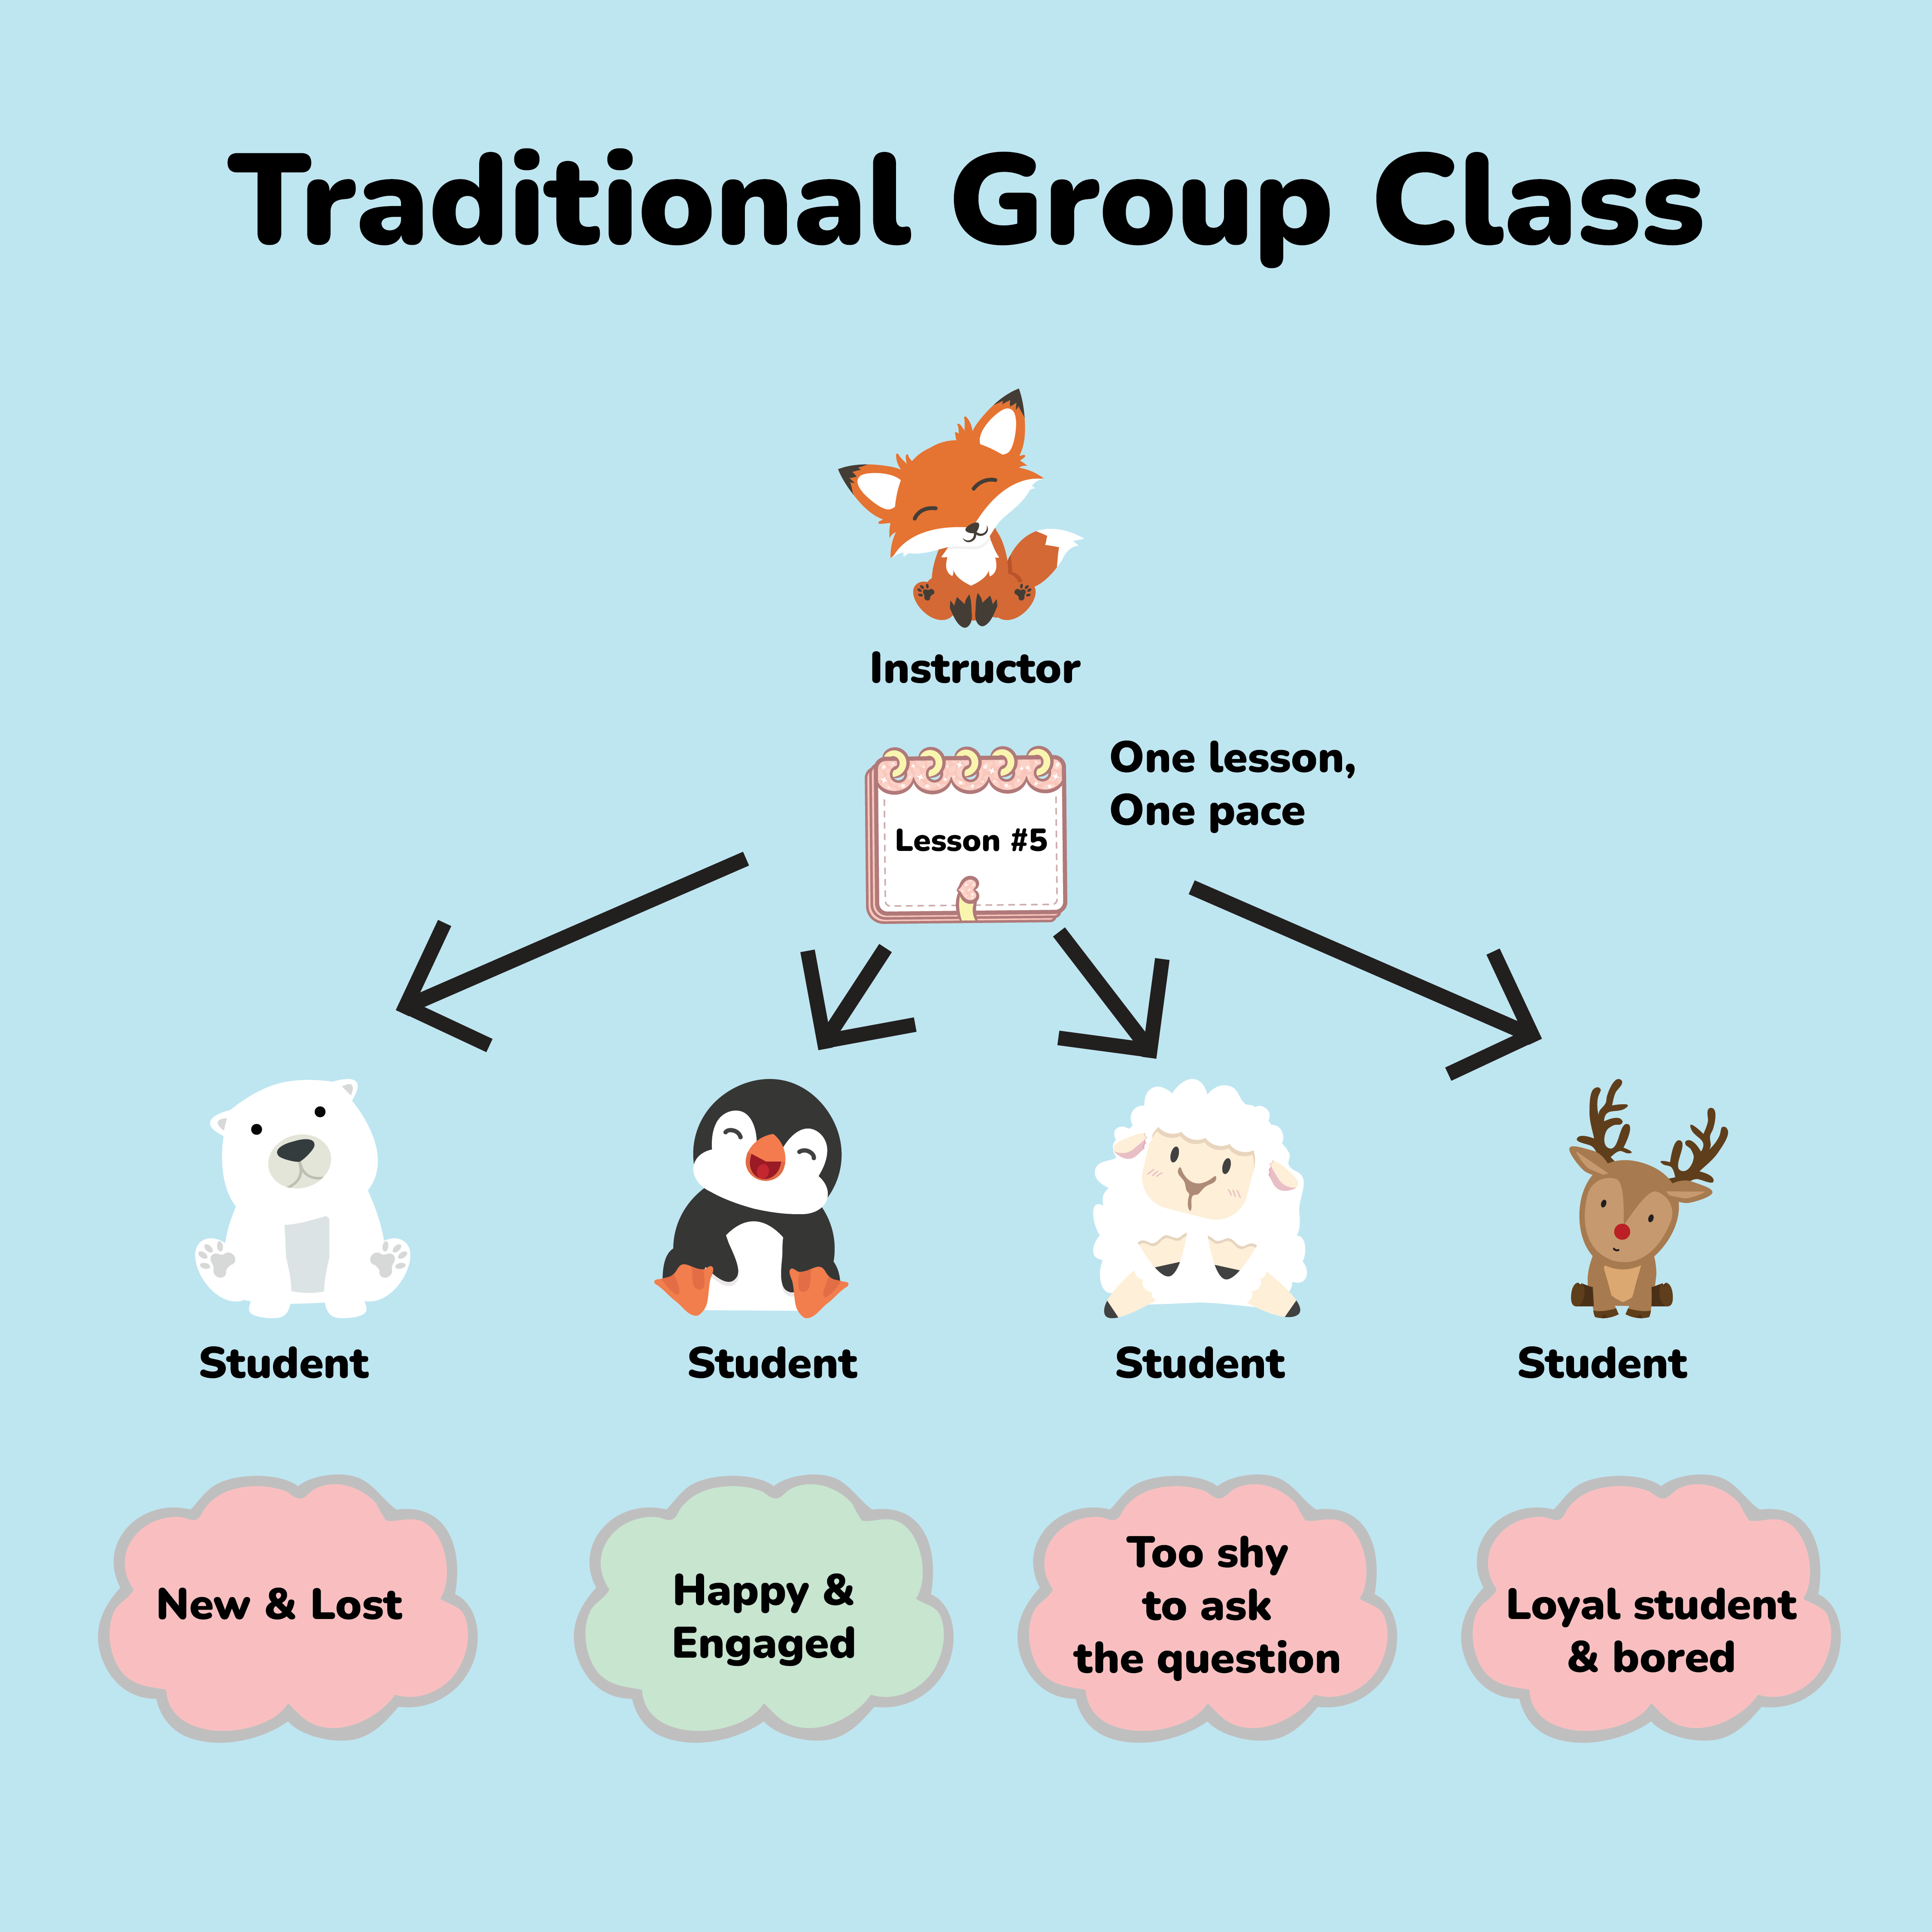 Traditional Group Class
Instructor
One lesson,
One pace
Lesson #5
Student
Student
Student
Student
New & Lost
Happy &
Engaged
Too shy
to ask
the question
Loyal student
& bored